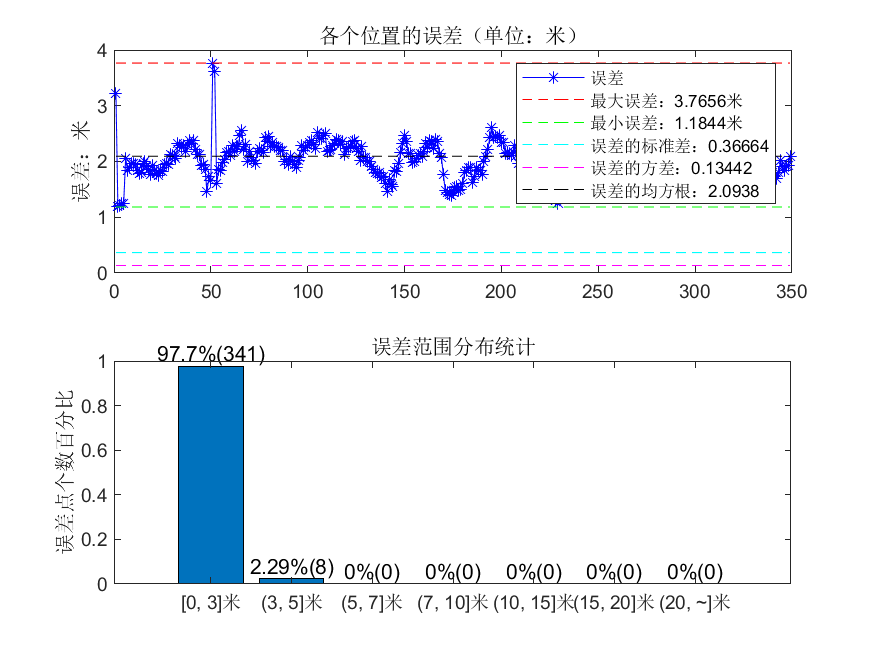 各个位置的误差（单位：米）
误差：米
4
3
2
1
0
误差
最大误差：3.7656米
最小误差：1.1844米
误差的标准差：0.36664
误差的方差：0.13442
误差的均方根：2.0938
0 50 100 150 200 250 300 350
误差范围分布统计
误差点个数百分比
1
0.8
0.6
0.4
0.2
0
97.7%(341) 2.29%(8) 0%(0) 0%(0) 0%(0) 0%(0) 0%(0)
[0, 3]米 (3, 5]米 (5, 7]米 (7, 10]米 (10, 15]米 (15, 20]米 (20, ~]米